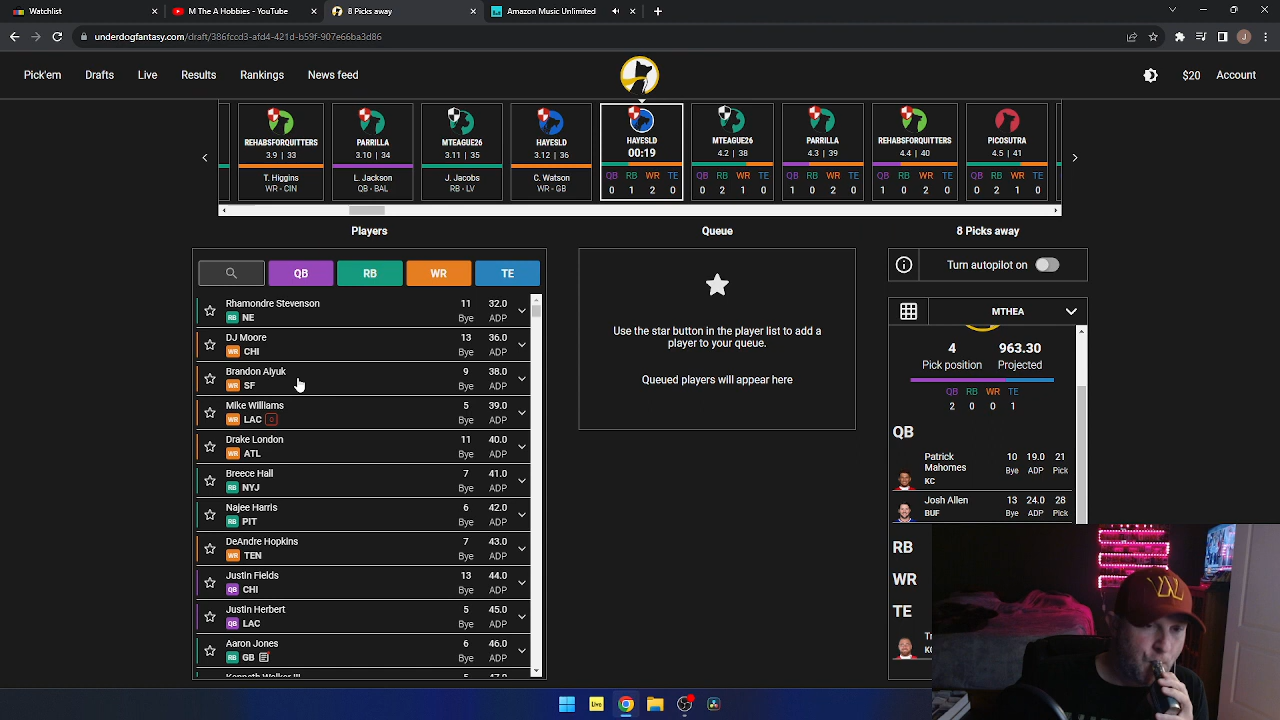 Watchlist
M The A Hobbies - YouTube
8 Picks away
Amazon Music Unlimited
underdogfantasy.com/draft/386fccd3-afd4-421d-b59f-907e66ba3d86
J
Pick'em Drafts Live Results Rankings News feed $20 Account
REHABSFORQUITTERS PARRILLA MTEAGUE26 HAYESLD HAYESLD MTEAGUE26 PARRILLA REHABSFORQUITTERS PICOSUTRA
3.9 | 33 3.10 | 34 3.11 | 35 3.12 | 36 00:19 4.2 | 38 4.3 | 39 4.4 | 40 4.5 | 41
T. Higgins L. Jackson J. Jacobs C. Watson QB RB WR TE QB RB WR TE QB RB WR TE QB RB WR TE QB RB WR TE
WR - CIN QB - BAL RB - LV WR - GB 0 1 2 0 0 2 1 0 1 0 2 0 1 0 2 0 0 2 1 0
Players
QB RB WR TE
Rhamondre Stevenson 11 32.0
RB NE Bye ADP
DJ Moore 13 36.0
WR CHI Bye ADP
Brandon Aiyuk 9 38.0
WR SF Bye ADP
Mike Williams 5 39.0
WR LAC O Bye ADP
Drake London 11 40.0
WR ATL Bye ADP
Breece Hall 7 41.0
RB NYJ Bye ADP
Najee Harris 6 42.0
RB PIT Bye ADP
DeAndre Hopkins 7 43.0
WR TEN Bye ADP
Justin Fields 13 44.0
QB CHI Bye ADP
Justin Herbert 5 45.0
QB LAC Bye ADP
Aaron Jones 6 46.0
RB GB Bye ADP
Kenneth Walker III 47.0
Queue
Use the star button in the player list to add a
player to your queue.
Queued players will appear here
8 Picks away
Turn autopilot on
MTHEA
4 963.30
Pick position Projected
QB RB WR TE
2 0 0 1
QB
Patrick
Mahomes
KC
10 19.0 21
Bye ADP Pick
Josh Allen 13 24.0 28
BUF Bye ADP Pick
RB
WR
TE
Live